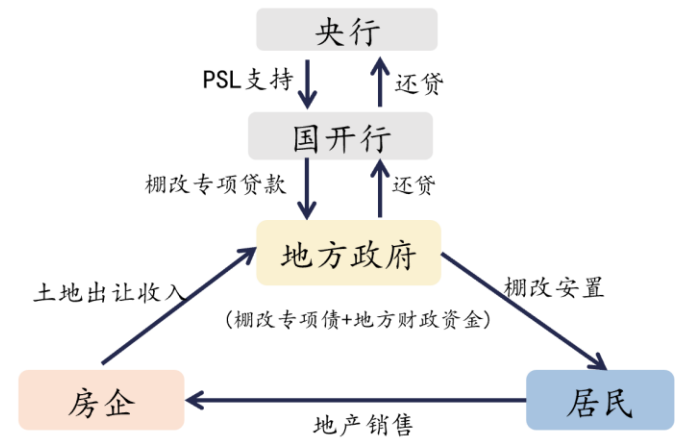 央行
PSL支持
还贷
国开行
棚改专项贷款
还贷
地方政府
土地出让收入
棚改安置
(棚改专项债+地方财政资金)
房企
居民
地产销售